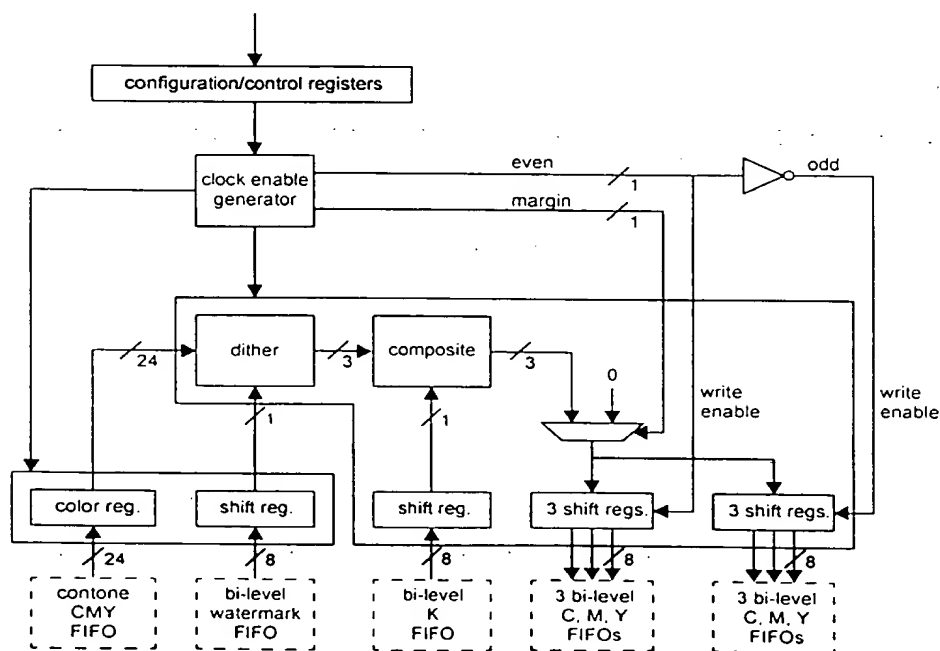 configuration/control registers
clock enable
generator
even
1
odd
margin
1
dither
composite
24
3
3
0
1
1
write
enable
write
enable
color reg.
shift reg.
shift reg.
3 shift regs.
3 shift regs.
24
8
8
8
8
contone
CMY
FIFO
bi-level
watermark
FIFO
bi-level
K
FIFO
3 bi-level
C, M, Y
FIFOs
3 bi-level
C, M, Y
FIFOs